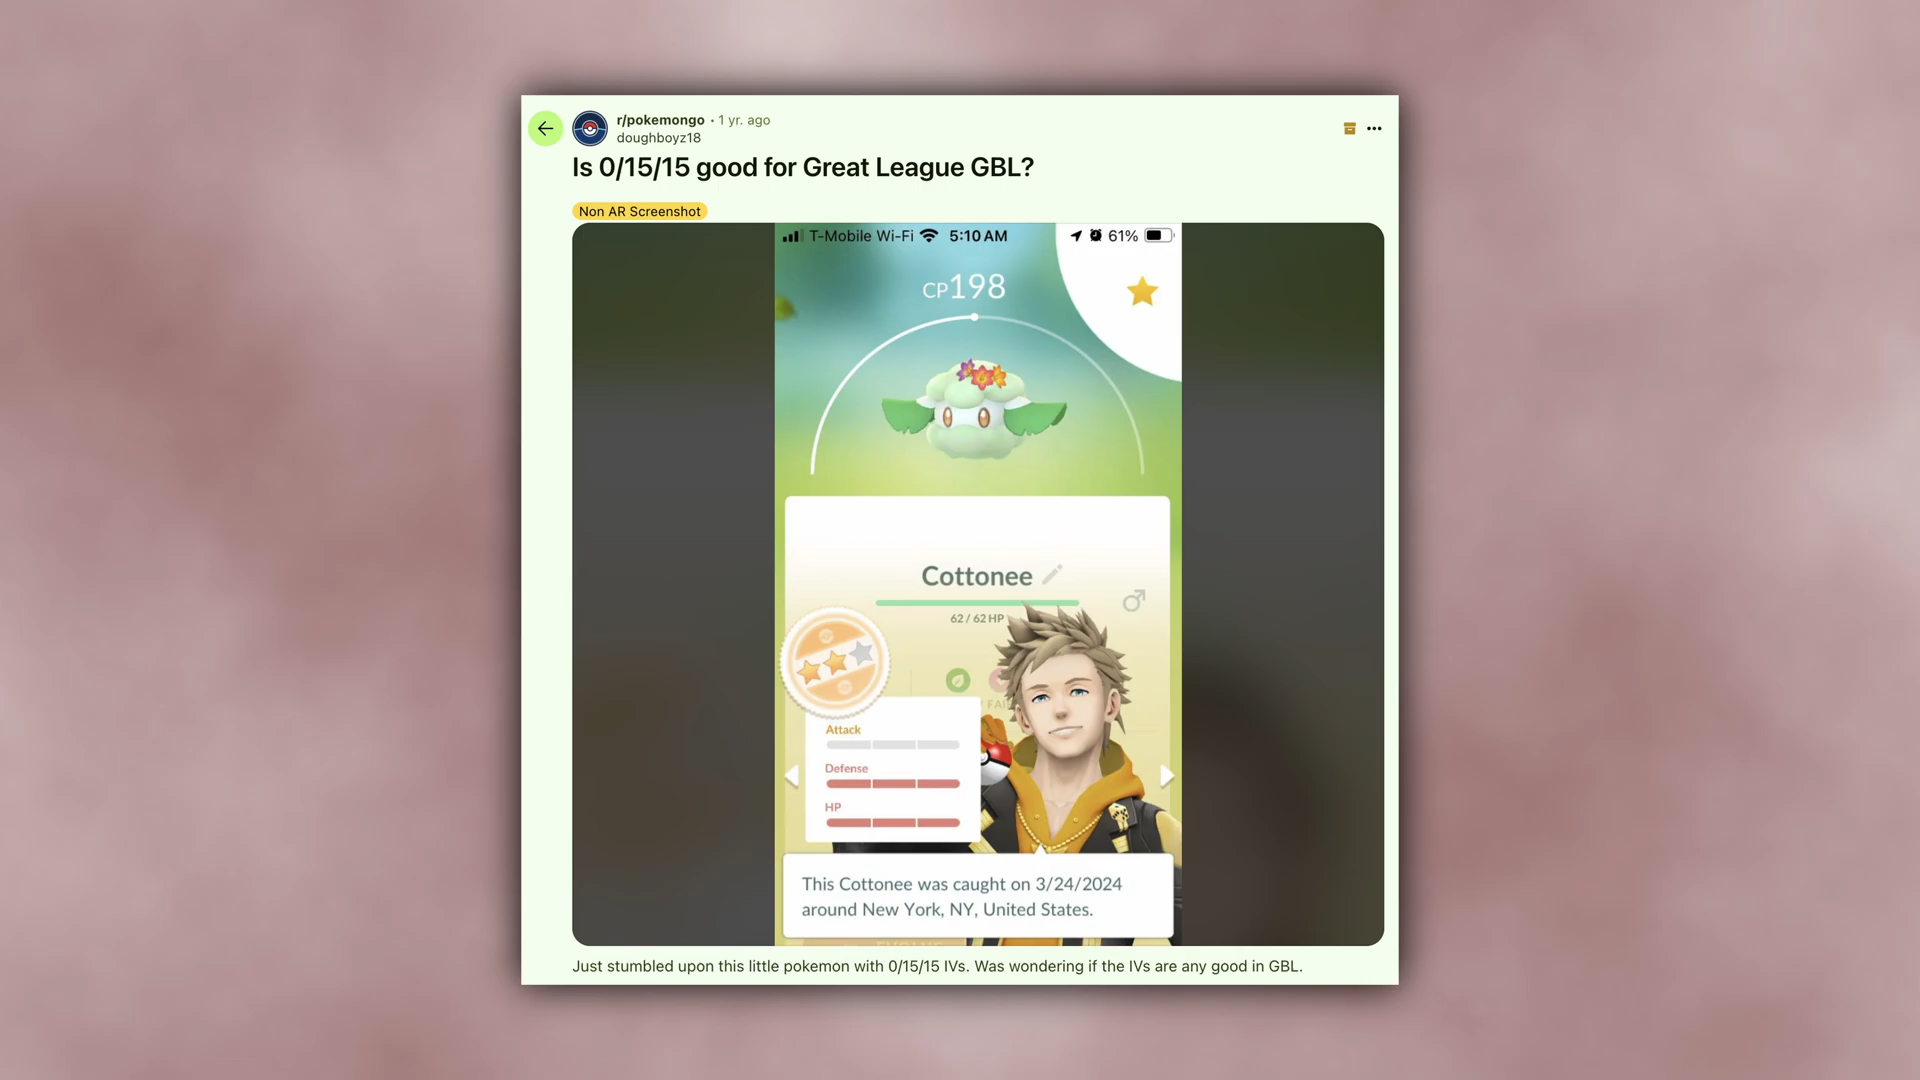 r/pokemongo • 1 yr. ago
doughboyz18
Is 0/15/15 good for Great League GBL?
Non AR Screenshot
T-Mobile Wi-Fi 5:10 AM 61%
CP198
Cottonee
62 / 62 HP
Attack
Defense
HP
This Cottonee was caught on 3/24/2024
around New York, NY, United States.
Just stumbled upon this little pokemon with 0/15/15 IVs. Was wondering if the IVs are any good in GBL.